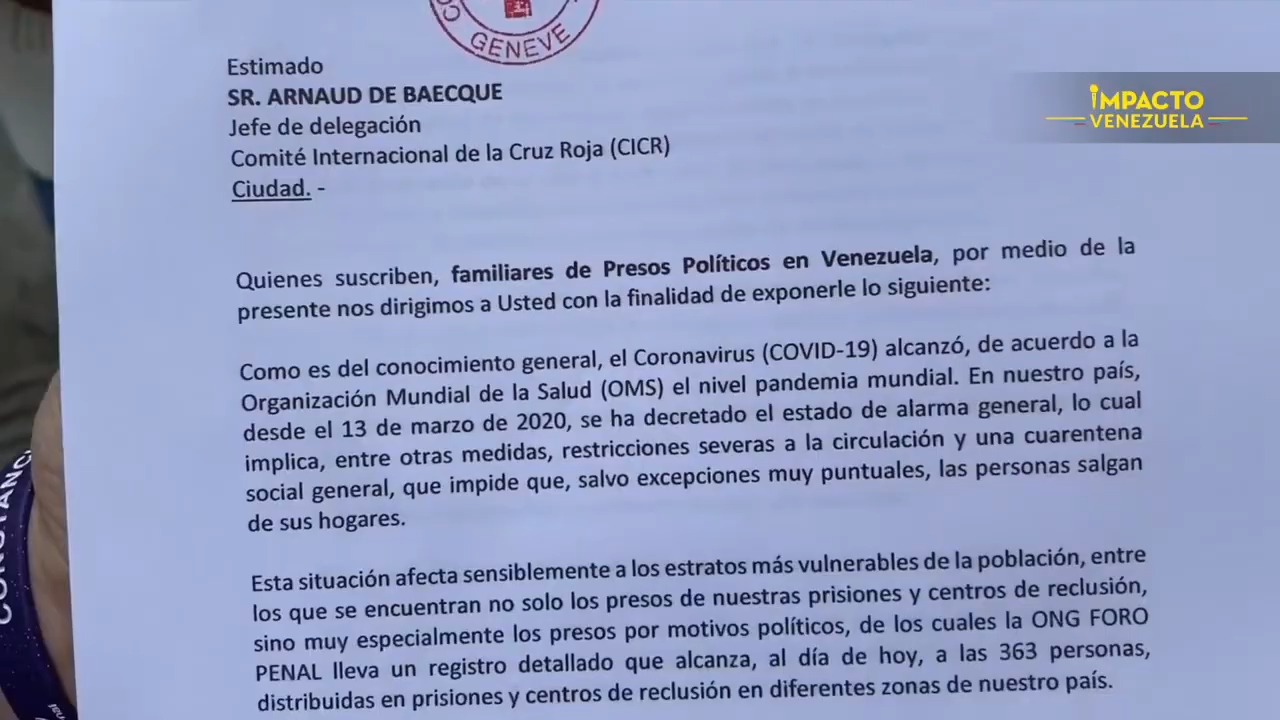 GENEVE
IMPACTO
VENEZUELA
Estimado
SR. ARNAUD DE BAECQUE
Jefe de delegación
Comité Internacional de la Cruz Roja (CICR)
Ciudad. -
Quienes suscriben, familiares de Presos Políticos en Venezuela, por medio de la
presente nos dirigimos a Usted con la finalidad de exponerle lo siguiente:
Como es del conocimiento general, el Coronavirus (COVID-19) alcanzó, de acuerdo a la
Organización Mundial de la Salud (OMS) el nivel pandemia mundial. En nuestro país,
desde el 13 de marzo de 2020, se ha decretado el estado de alarma general, lo cual
implica, entre otras medidas, restricciones severas a la circulación y una cuarentena
social general, que impide que, salvo excepciones muy puntuales, las personas salgan
de sus hogares.
Esta situación afecta sensiblemente a los estratos más vulnerables de la población, entre
los que se encuentran no solo los presos de nuestras prisiones y centros de reclusión,
sino muy especialmente los presos por motivos políticos, de los cuales la ONG FORO
PENAL lleva un registro detallado que alcanza, al día de hoy, a las 363 personas,
distribuidas en prisiones y centros de reclusión en diferentes zonas de nuestro país.